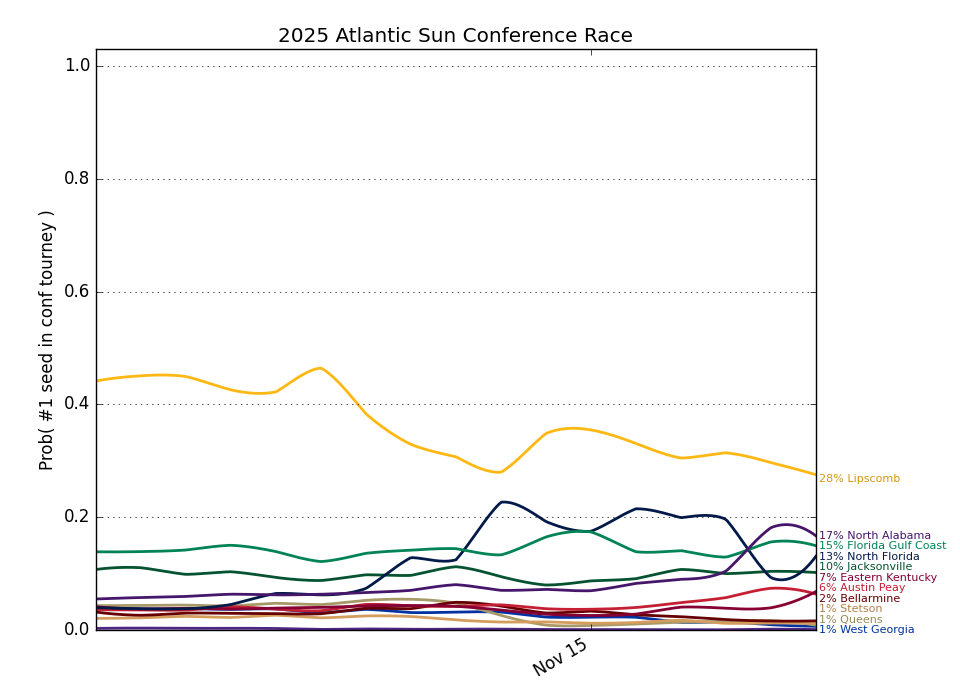 2025 Atlantic Sun Conference Race
Prob( #1 seed in conf tourney )
1.0
0.8
0.6
0.4
0.2
0.0
Nov 15
28% Lipscomb
17% North Alabama
15% Florida Gulf Coast
13% North Florida
10% Jacksonville
7% Eastern Kentucky
6% Austin Peay
2% Bellarmine
1% Stetson
1% Queens
1% West Georgia